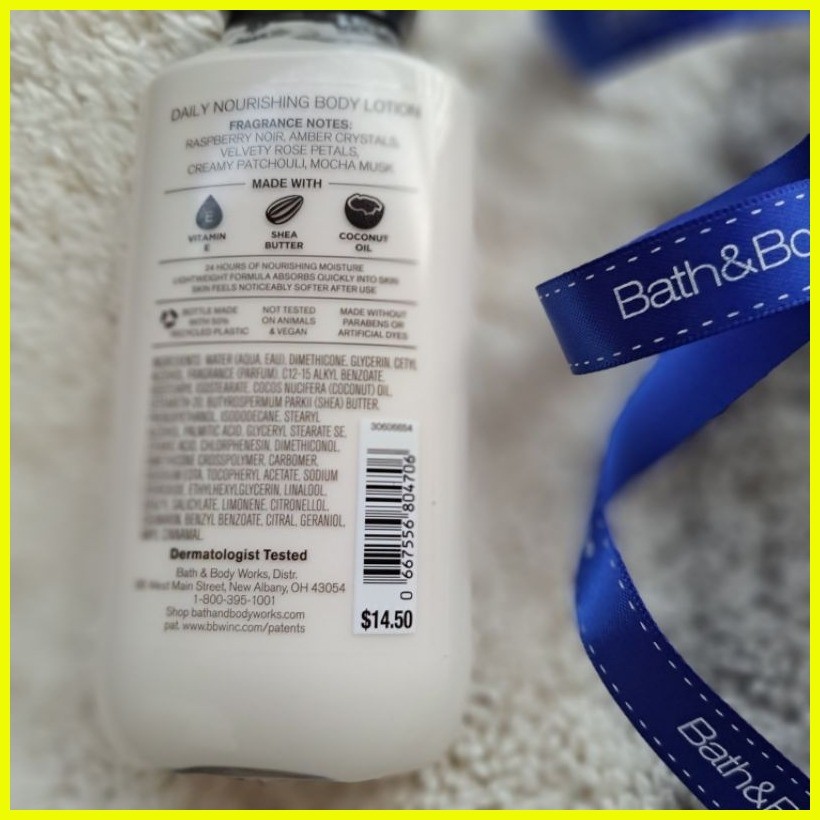 DAILY NOURISHING BODY LOTION
FRAGRANCE NOTES:
RASPBERRY NOIR, AMBER CRYSTALS,
VELVETY ROSE PETALS,
CREAMY PATCHOULI, MOCHA MUSK
MADE WITH
VITAMIN
E
SHEA
BUTTER
COCONUT
OIL
24 HOURS OF NOURISHING MOISTURE
LIGHTWEIGHT FORMULA ABSORBS QUICKLY INTO SKIN
SKIN FEELS NOTICEABLY SOFTER AFTER USE
BOTTLE MADE
WITH 50%
RECYCLED PLASTIC
NOT TESTED
ON ANIMALS
& VEGAN
MADE WITHOUT
PARABENS OR
ARTIFICIAL DYES
INGREDIENTS: WATER (AQUA, EAU), DIMETHICONE, GLYCERIN, CETYL
ALCOHOL, FRAGRANCE (PARFUM), C12-15 ALKYL BENZOATE,
ISOSTEARATE, COCOS NUCIFERA (COCONUT) OIL,
BUTYROSPERMUM PARKII (SHEA) BUTTER,
ISODODECANE, STEARYL
ALCOHOL, PALMITIC ACID, GLYCERYL STEARATE SE,
ACID, CHLORPHENESIN, DIMETHICONOL,
CROSSPOLYMER, CARBOMER,
TOCOPHERYL ACETATE, SODIUM
ETHYLHEXYLGLYCERIN, LINALOOL,
SALICYLATE, LIMONENE, CITRONELLOL,
BENZYL BENZOATE, CITRAL, GERANIOL,
CINNAMAL.
30606854
0 667556 804706
$14.50
Dermatologist Tested
Bath & Body Works, Distr.
West Main Street, New Albany, OH 43054
1-800-395-1001
Shop bathandbodyworks.com
pat. www.bbwinc.com/patents
Bath&Bo
Bath&B